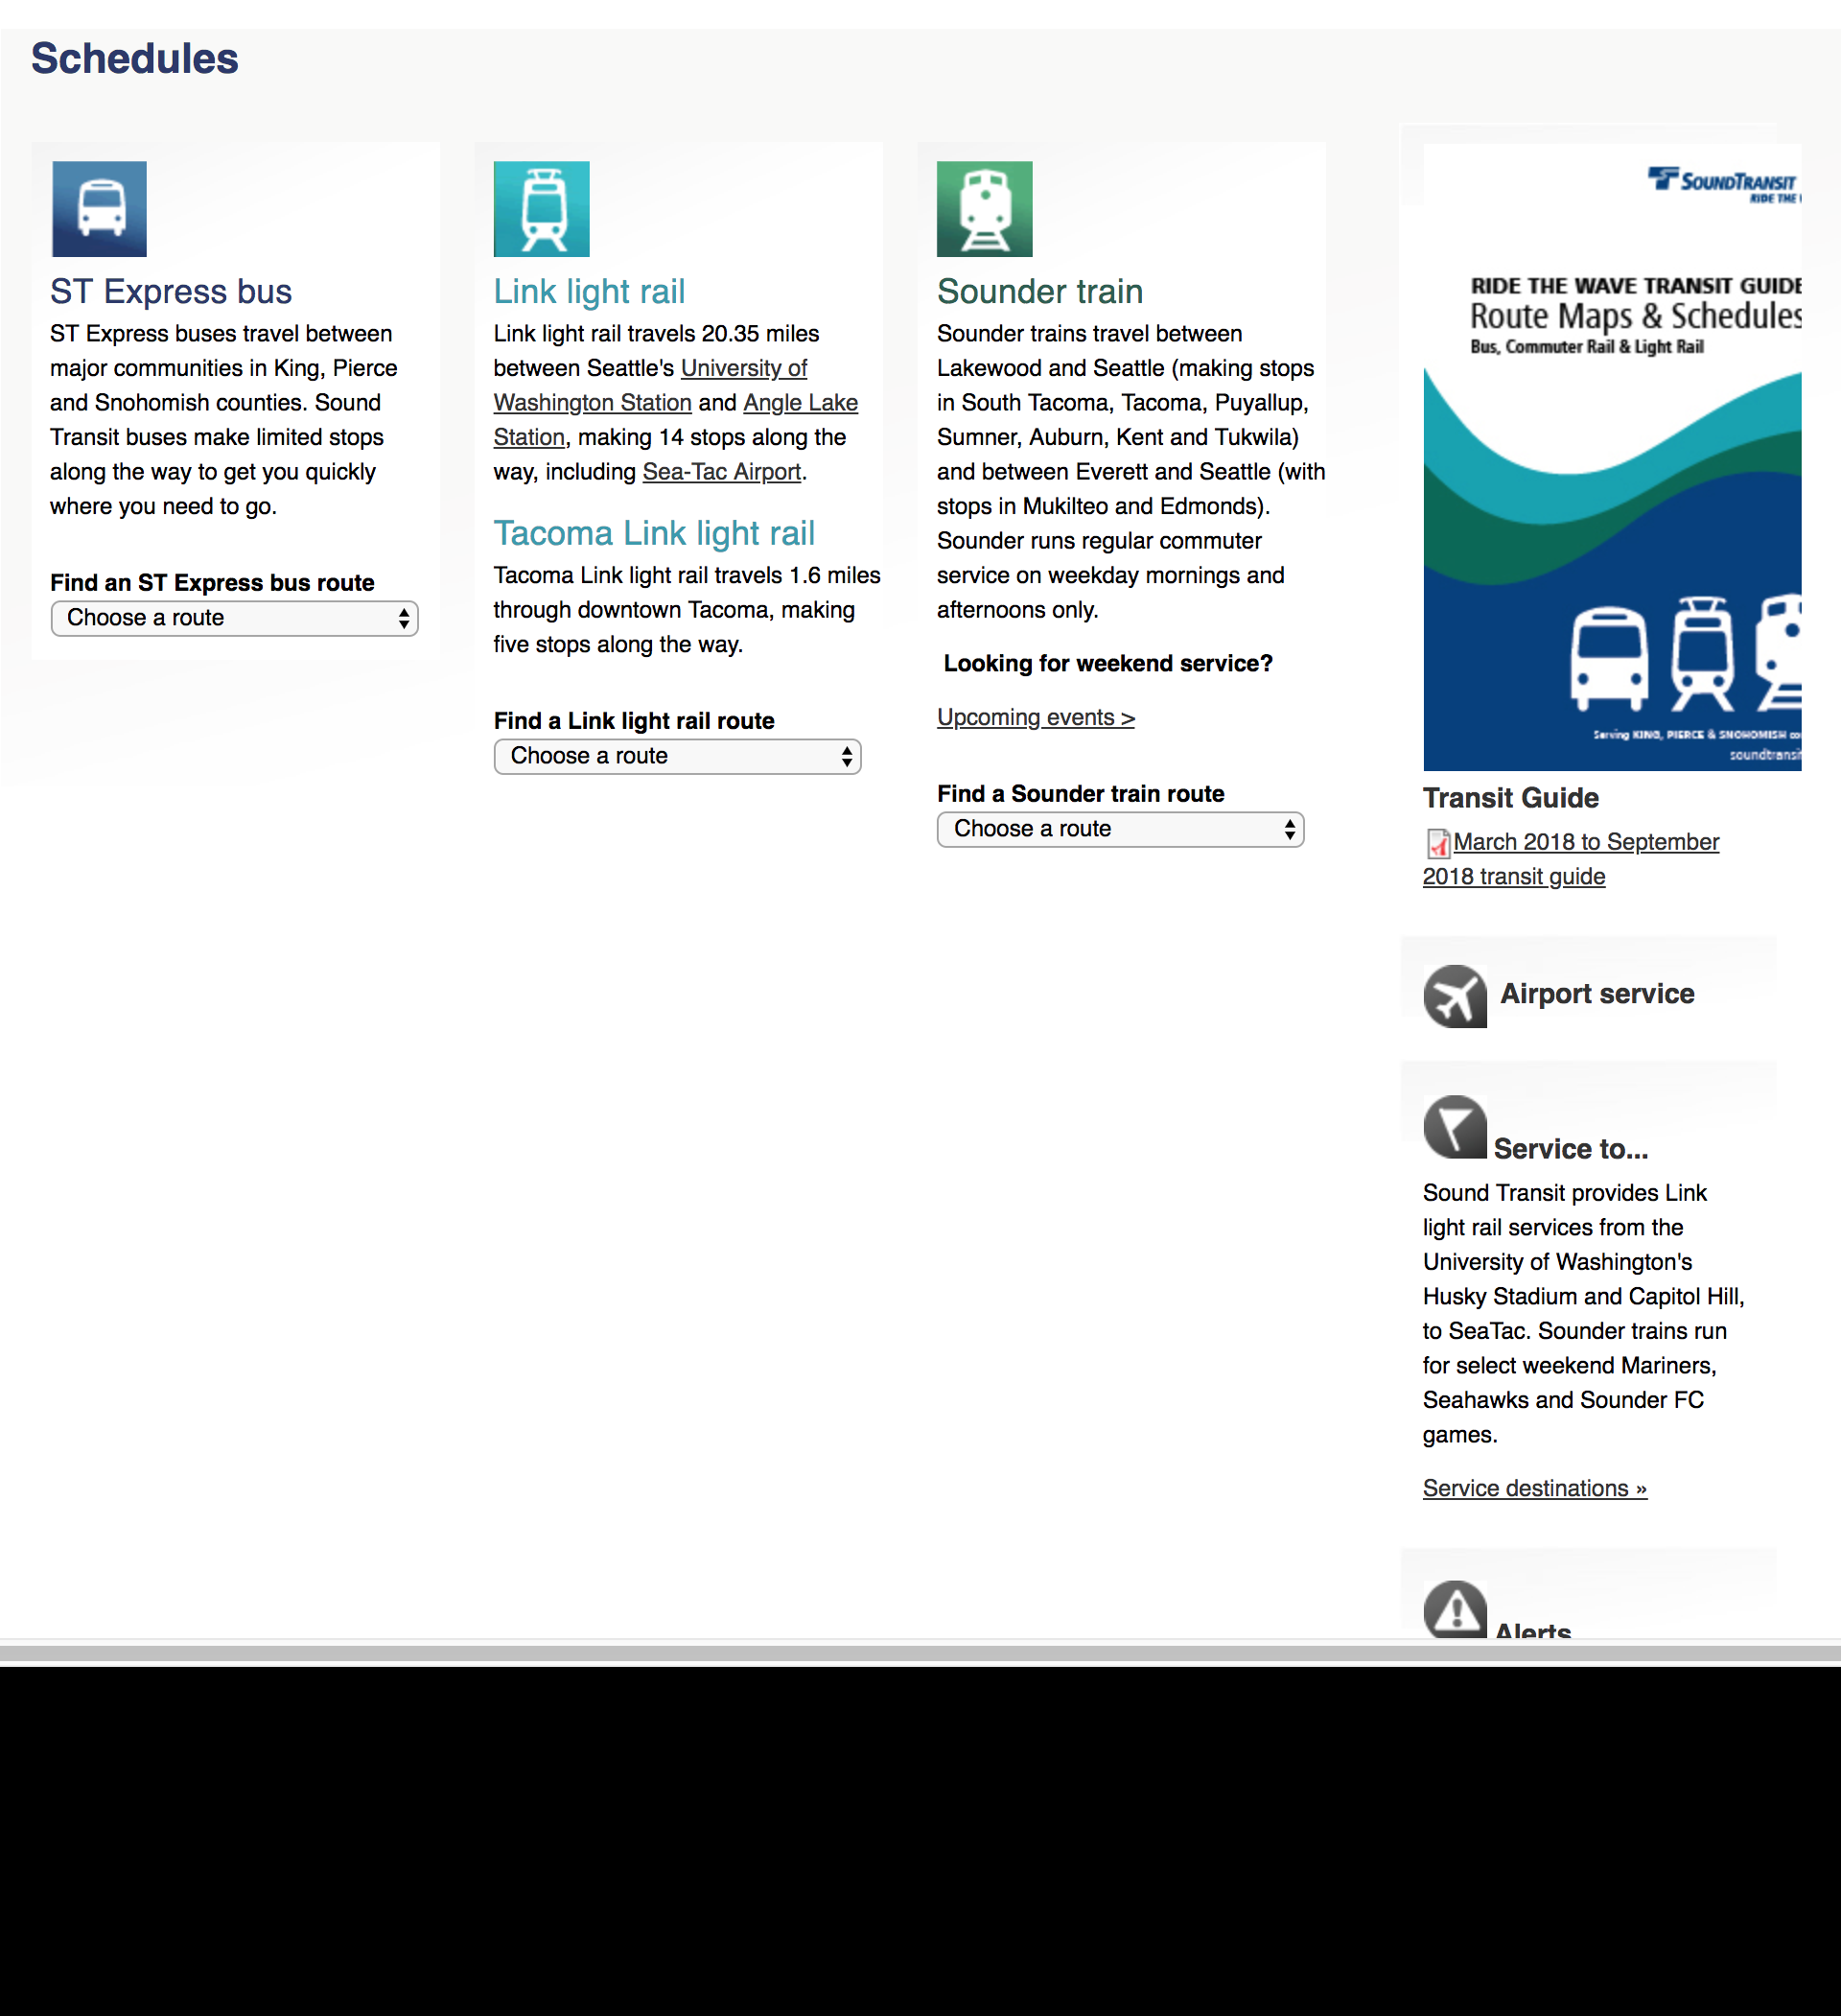 Schedules
ST Express bus
ST Express buses travel between
major communities in King, Pierce
and Snohomish counties. Sound
Transit buses make limited stops
along the way to get you quickly
where you need to go.
Find an ST Express bus route
Choose a route
Link light rail
Link light rail travels 20.35 miles
between Seattle's University of
Washington Station and Angle Lake
Station, making 14 stops along the
way, including Sea-Tac Airport.
Tacoma Link light rail
Tacoma Link light rail travels 1.6 miles
through downtown Tacoma, making
five stops along the way.
Find a Link light rail route
Choose a route
Sounder train
Sounder trains travel between
Lakewood and Seattle (making stops
in South Tacoma, Tacoma, Puyallup,
Sumner, Auburn, Kent and Tukwila)
and between Everett and Seattle (with
stops in Mukilteo and Edmonds).
Sounder runs regular commuter
service on weekday mornings and
afternoons only.
Looking for weekend service?
Upcoming events >
Find a Sounder train route
Choose a route
SOUNDTRANSIT
RIDE THE
RIDE THE WAVE TRANSIT GUIDE
Route Maps & Schedules
Bus, Commuter Rail & Light Rail
Serving KING, PIERCE & SNOHOMISH co
soundtransi
Transit Guide
March 2018 to September
2018 transit guide
Airport service
Service to...
Sound Transit provides Link
light rail services from the
University of Washington's
Husky Stadium and Capitol Hill,
to SeaTac. Sounder trains run
for select weekend Mariners,
Seahawks and Sounder FC
games.
Service destinations »
Alerts